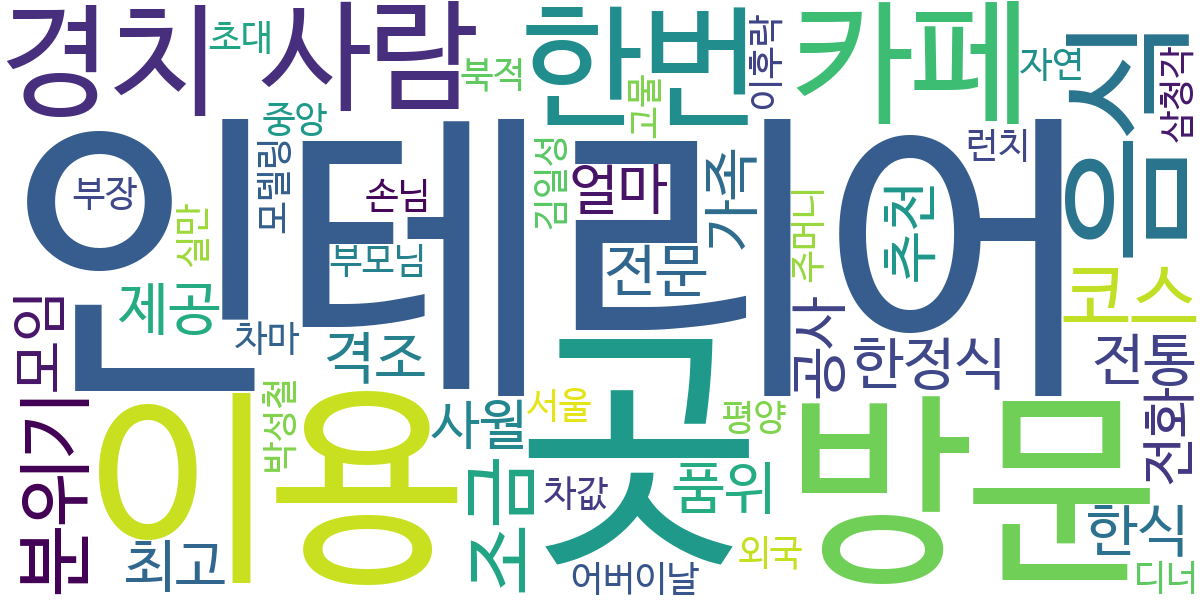 경치
초대
사람
북적
한번
고물
이후락
카페
자연
음식
삼청각
중앙
모델링
부장
실만
인테리어
손님
부모님
김일성
얼마
가족
전문
주머니
추천
런치
제공
차마
격조
코스
모임
공사
한정식
전통
분위기
박성철
이용
사월
서울
곳
평양
방문
전화
조금
차값
품위
최고
어버이날
외국
한식
디너